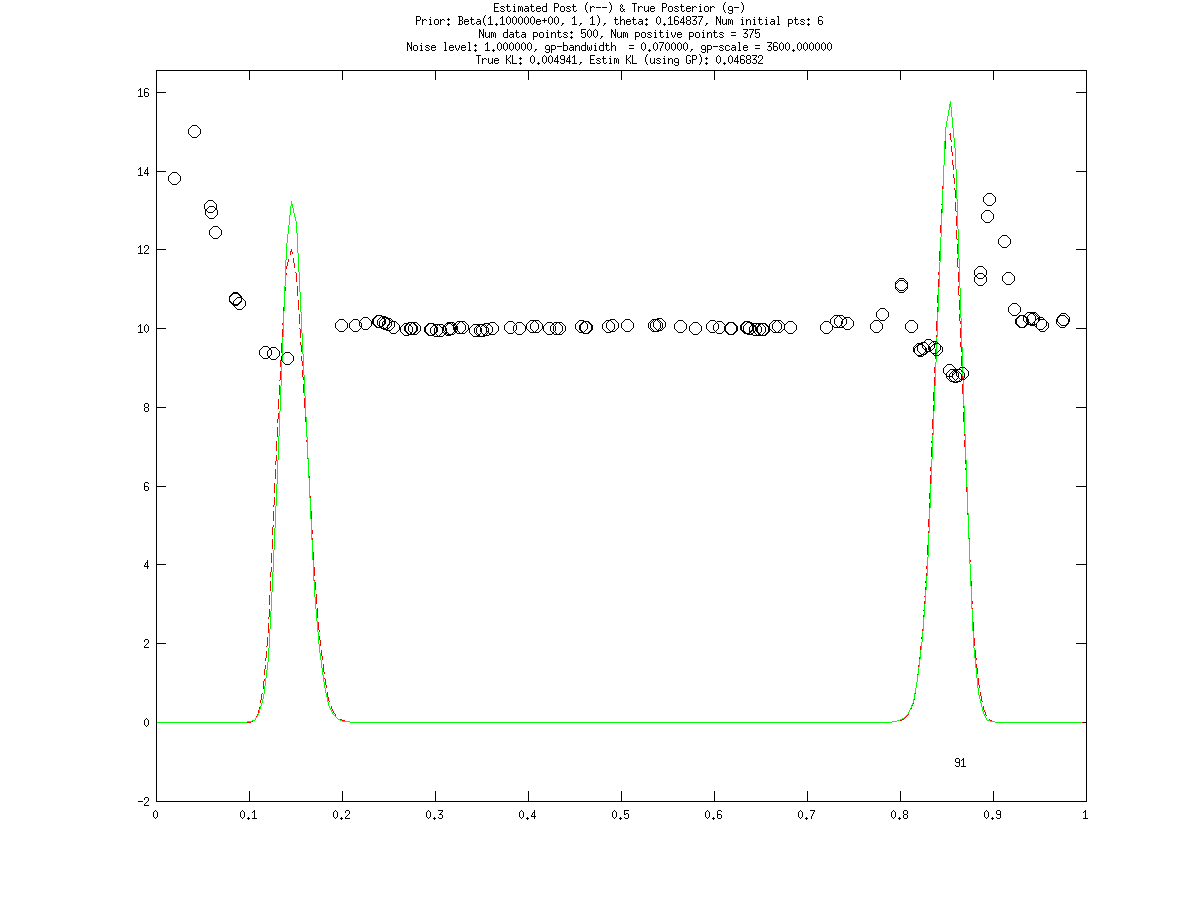 Estimated Post (r--) & True Posterior (g-)
Prior: Beta(1.100000e+00, 1, 1), theta: 0.164837, Num initial pts: 6
Num data points: 500, Num positive points = 375
Noise level: 1.000000, gp-bandwidth  = 0.070000, gp-scale = 3600.000000
True KL: 0.004941, Estim KL (using GP): 0.046832
16
14
12
10
8
6
4
2
0
91
-2
0 0.1 0.2 0.3 0.4 0.5 0.6 0.7 0.8 0.9 1